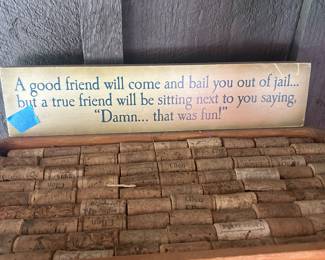 A good friend will come and bail you out of jail...
but a true friend will be sitting next to you saying,
"Damn... that was fun!"